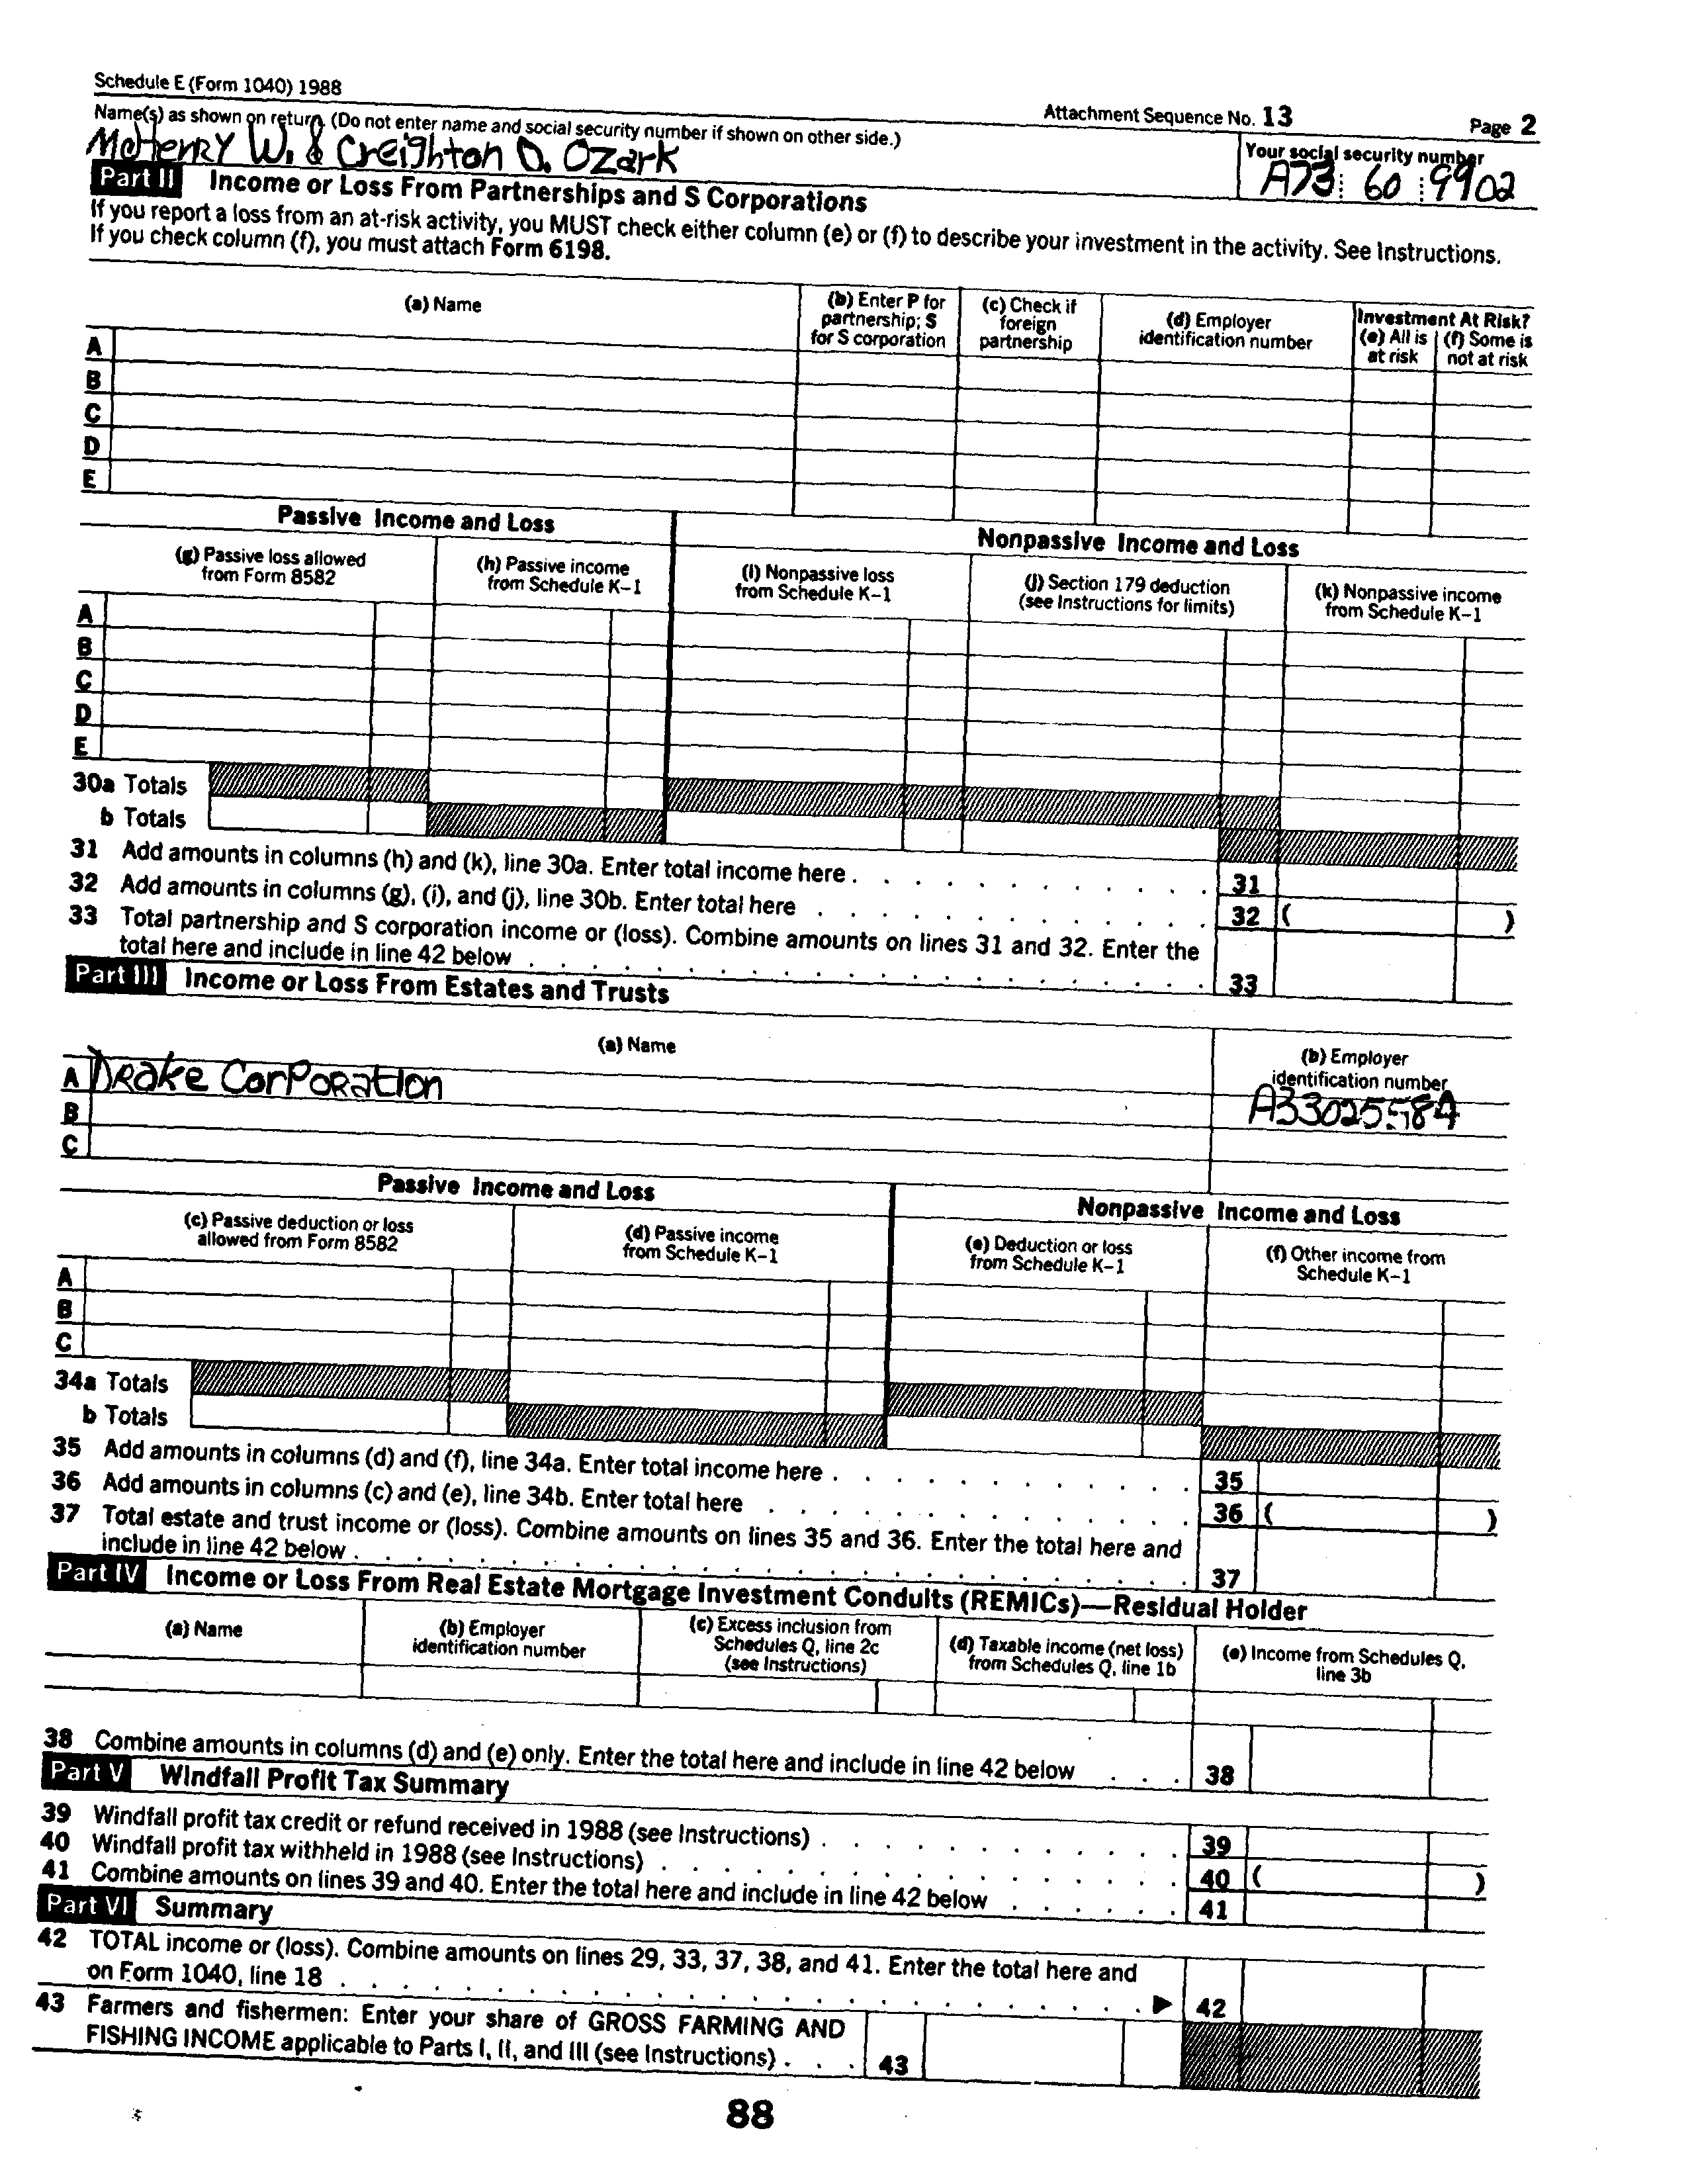 Schedule E (Form 1040) 1988
Attachment Sequence No. 13
Page 2
Name(s) as shown on return. (Do not enter name and social security number if shown on other side.)
Your social security number
McHenry W. & Creighton D. Ozark
A73 60 9902
Part II Income or Loss From Partnerships and S Corporations
If you report a loss from an at-risk activity, you MUST check either column (e) or (f) to describe your investment in the activity. See Instructions.
If you check column (f), you must attach Form 6198.
(a) Name
(b) Enter P for partnership; S for S corporation
(c) Check if foreign partnership
(d) Employer identification number
Investment At Risk?
(e) All is at risk
(f) Some is not at risk
A
B
C
D
E
Passive Income and Loss
Nonpassive Income and Loss
(g) Passive loss allowed from Form 8582
(h) Passive income from Schedule K–1
(i) Nonpassive loss from Schedule K–1
(j) Section 179 deduction (see Instructions for limits)
(k) Nonpassive income from Schedule K–1
A
B
C
D
E
30a Totals
b Totals
31 Add amounts in columns (h) and (k), line 30a. Enter total income here . . . . . . . . . . . . 31
32 Add amounts in columns (g), (i), and (j), line 30b. Enter total here . . . . . . . . . . . . . 32 ( )
33 Total partnership and S corporation income or (loss). Combine amounts on lines 31 and 32. Enter the
total here and include in line 42 below . . . . . . . . . . . . . . . . . . . . . . 33
Part III Income or Loss From Estates and Trusts
(a) Name
(b) Employer identification number
A Drake Corporation
A33025584
B
C
Passive Income and Loss
Nonpassive Income and Loss
(c) Passive deduction or loss allowed from Form 8582
(d) Passive income from Schedule K–1
(e) Deduction or loss from Schedule K–1
(f) Other income from Schedule K–1
A
B
C
34a Totals
b Totals
35 Add amounts in columns (d) and (f), line 34a. Enter total income here . . . . . . . . . . . . 35
36 Add amounts in columns (c) and (e), line 34b. Enter total here . . . . . . . . . . . . . . 36 ( )
37 Total estate and trust income or (loss). Combine amounts on lines 35 and 36. Enter the total here and
include in line 42 below . . . . . . . . . . . . . . . . . . . . . . . . . . . 37
Part IV Income or Loss From Real Estate Mortgage Investment Conduits (REMICs)—Residual Holder
(a) Name
(b) Employer identification number
(c) Excess inclusion from Schedules Q, line 2c (see Instructions)
(d) Taxable income (net loss) from Schedules Q, line 1b
(e) Income from Schedules Q, line 3b
38 Combine amounts in columns (d) and (e) only. Enter the total here and include in line 42 below . . . 38
Part V Windfall Profit Tax Summary
39 Windfall profit tax credit or refund received in 1988 (see Instructions) . . . . . . . . . . . . 39
40 Windfall profit tax withheld in 1988 (see Instructions) . . . . . . . . . . . . . . . . . 40 ( )
41 Combine amounts on lines 39 and 40. Enter the total here and include in line 42 below . . . . . . 41
Part VI Summary
42 TOTAL income or (loss). Combine amounts on lines 29, 33, 37, 38, and 41. Enter the total here and
on Form 1040, line 18 . . . . . . . . . . . . . . . . . . . . . . . . . . ▶ 42
43 Farmers and fishermen: Enter your share of GROSS FARMING AND
FISHING INCOME applicable to Parts I, II, and III (see Instructions) . . . 43
88